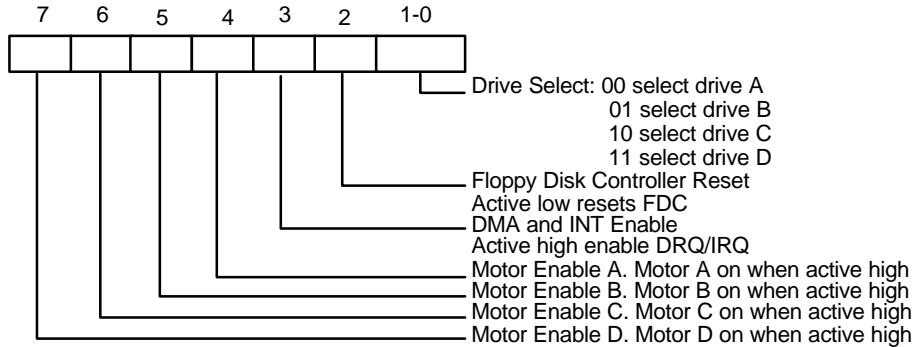 7 6 5 4 3 2 1-0
Drive Select: 00 select drive A
01 select drive B
10 select drive C
11 select drive D
Floppy Disk Controller Reset
Active low resets FDC
DMA and INT Enable
Active high enable DRQ/IRQ
Motor Enable A. Motor A on when active high
Motor Enable B. Motor B on when active high
Motor Enable C. Motor C on when active high
Motor Enable D. Motor D on when active high